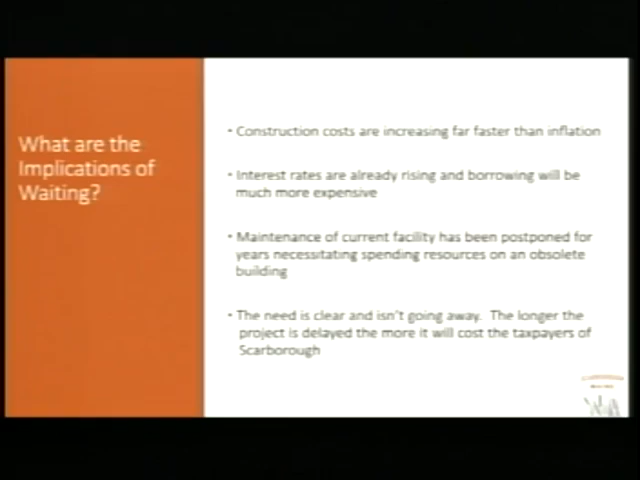 What are the
Implications of
Waiting?
• Construction costs are increasing far faster than inflation
• Interest rates are already rising and borrowing will be
much more expensive
• Maintenance of current facility has been postponed for
years necessitating spending resources on an obsolete
building
• The need is clear and isn't going away. The longer the
project is delayed the more it will cost the taxpayers of
Scarborough